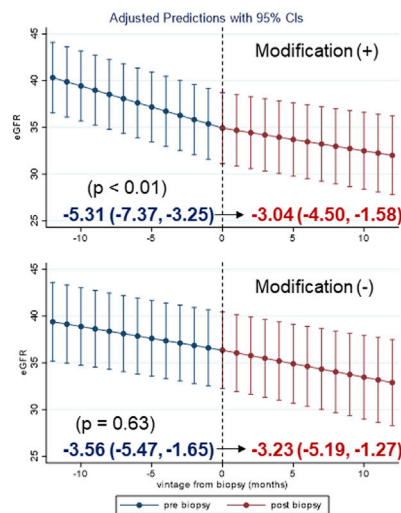 Adjusted Predictions with 95% CIs
Modification (+)
eGFR
45
40
35
30
25
(p < 0.01)
-5.31 (-7.37, -3.25) → -3.04 (-4.50, -1.58)
-10 -5 0 5 10
Modification (-)
eGFR
45
40
35
30
25
(p = 0.63)
-3.56 (-5.47, -1.65) → -3.23 (-5.19, -1.27)
-10 -5 0 5 10
vintage from biopsy (months)
pre biopsy post biopsy